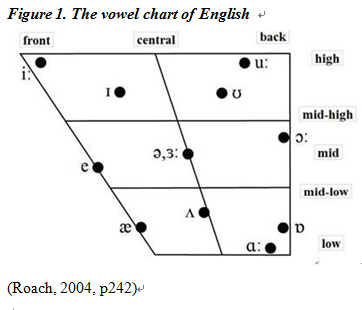 Figure 1. The vowel chart of English ↵
front central back
high
i: u:
ɪ ʊ
mid-high
ɔ:
ə,ɜ: mid
e
mid-low
ʌ
æ ɒ
ɑ: low
(Roach, 2004, p242)↵